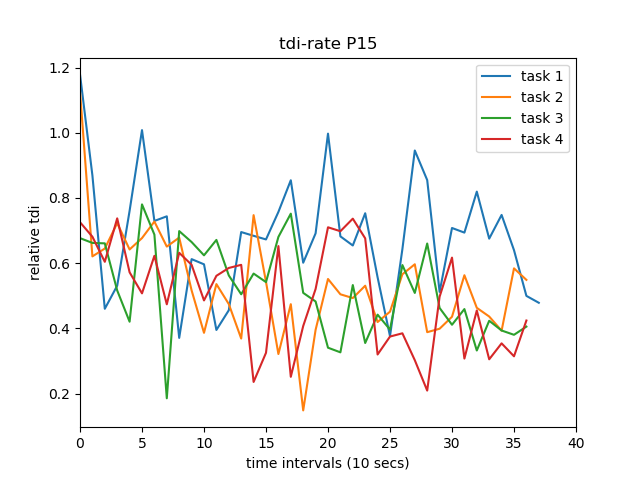 tdi-rate P15
task 1
task 2
task 3
task 4
relative tdi
1.2
1.0
0.8
0.6
0.4
0.2
0 5 10 15 20 25 30 35 40
time intervals (10 secs)